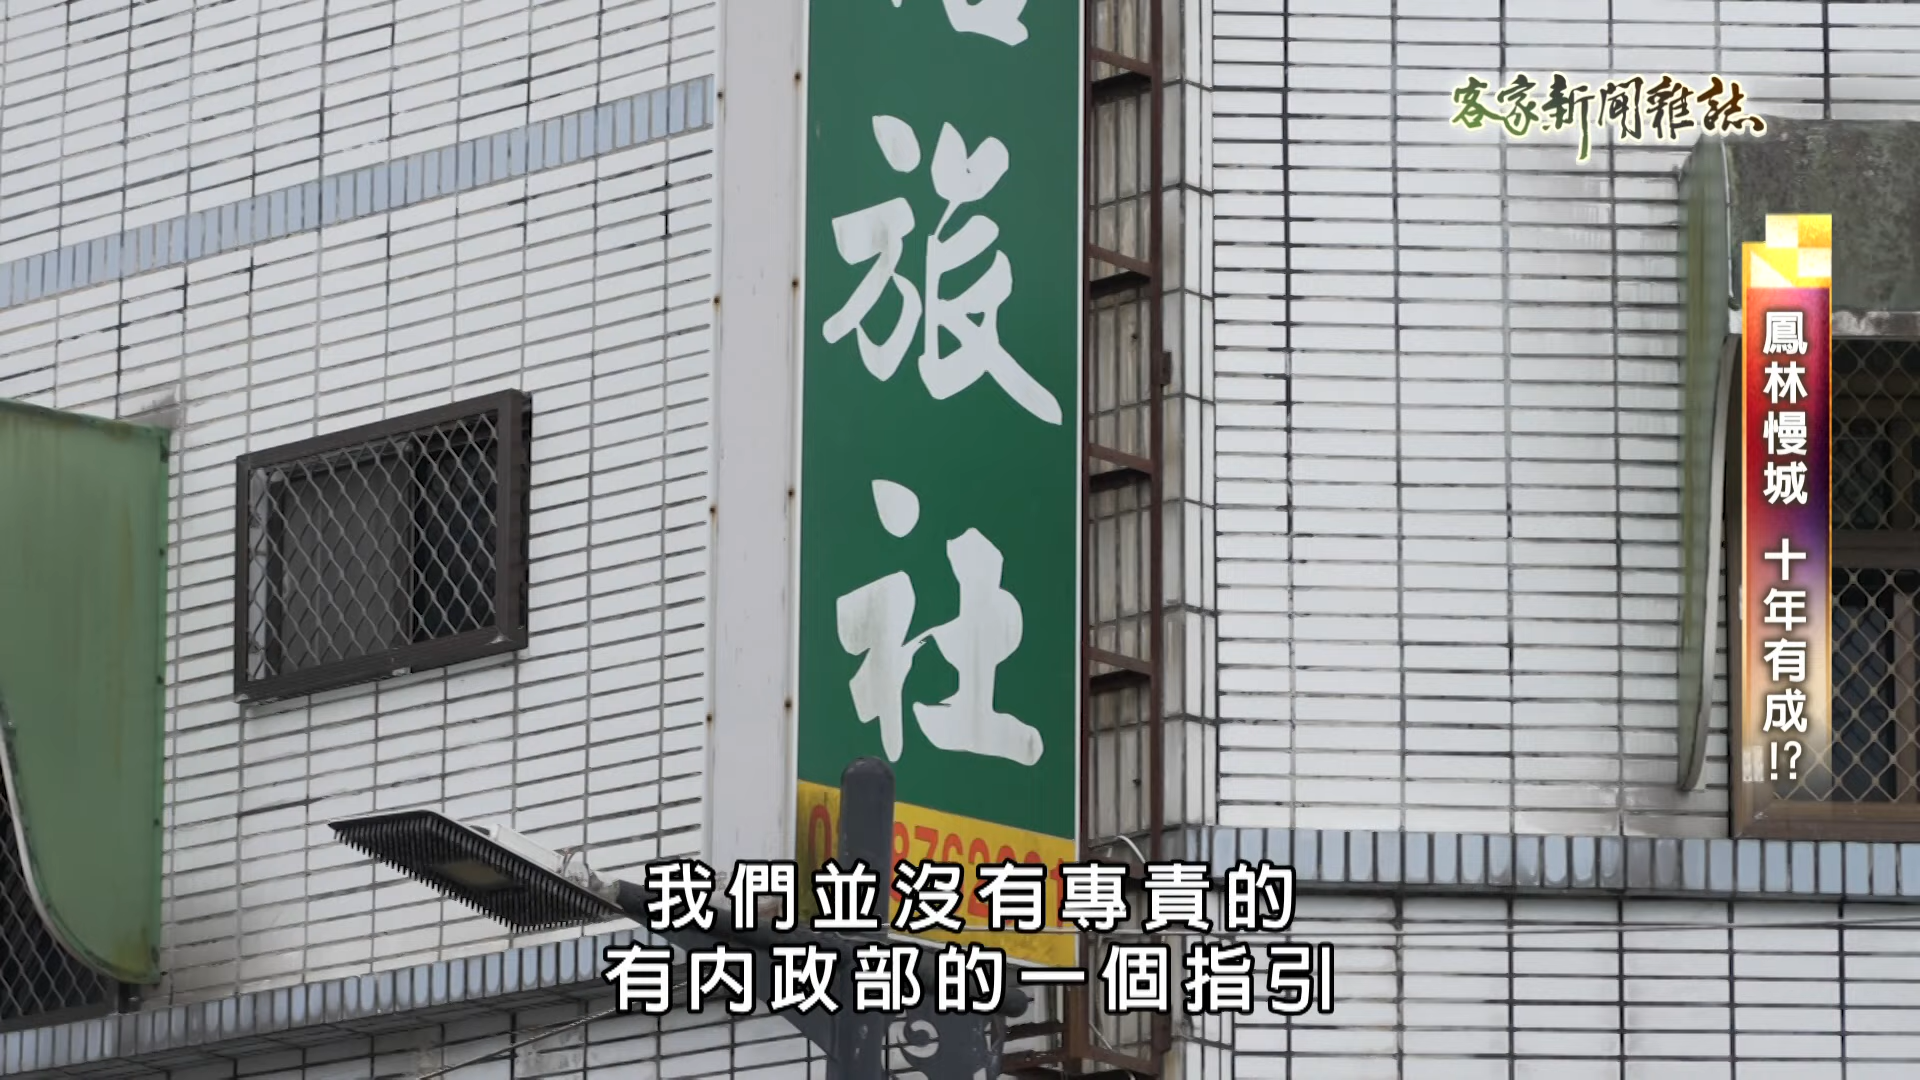 客家新聞雜誌
鳳林慢城 十年有成!?
旅社
我們並沒有專責的
有內政部的一個指引